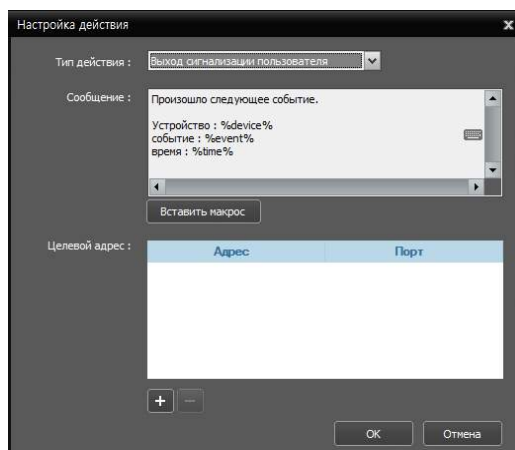 Настройка действия
Тип действия :
Выход сигнализации пользователя
Сообщение :
Произошло следующее событие.
Устройство : %device%
событие : %event%
время : %time%
Вставить макрос
Целевой адрес :
Адрес Порт
OK Отмена